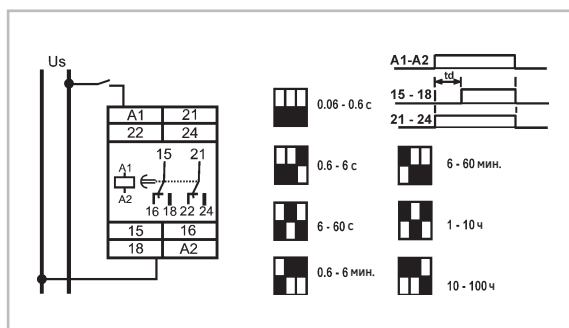 Us
A1 21
22 24
15 21
A1
A2
16 18 22 24
15 16
18 A2
0.06 - 0.6 с
0.6 - 6 с
6 - 60 с
0.6 - 6 мин.
A1-A2
td
15 - 18
21 - 24
6 - 60 мин.
1 - 10 ч
10 - 100 ч